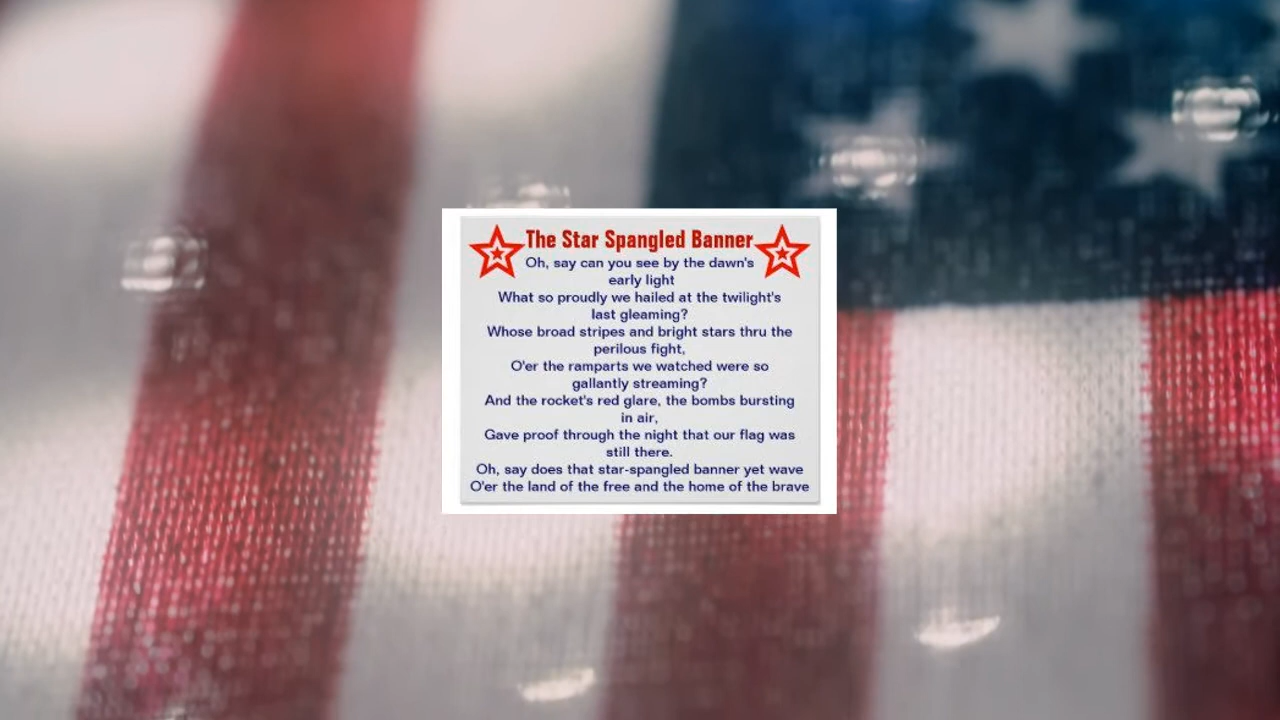 The Star Spangled Banner
Oh, say can you see by the dawn's
early light
What so proudly we hailed at the twilight's
last gleaming?
Whose broad stripes and bright stars thru the
perilous fight,
O'er the ramparts we watched were so
gallantly streaming?
And the rocket's red glare, the bombs bursting
in air,
Gave proof through the night that our flag was
still there.
Oh, say does that star-spangled banner yet wave
O'er the land of the free and the home of the brave